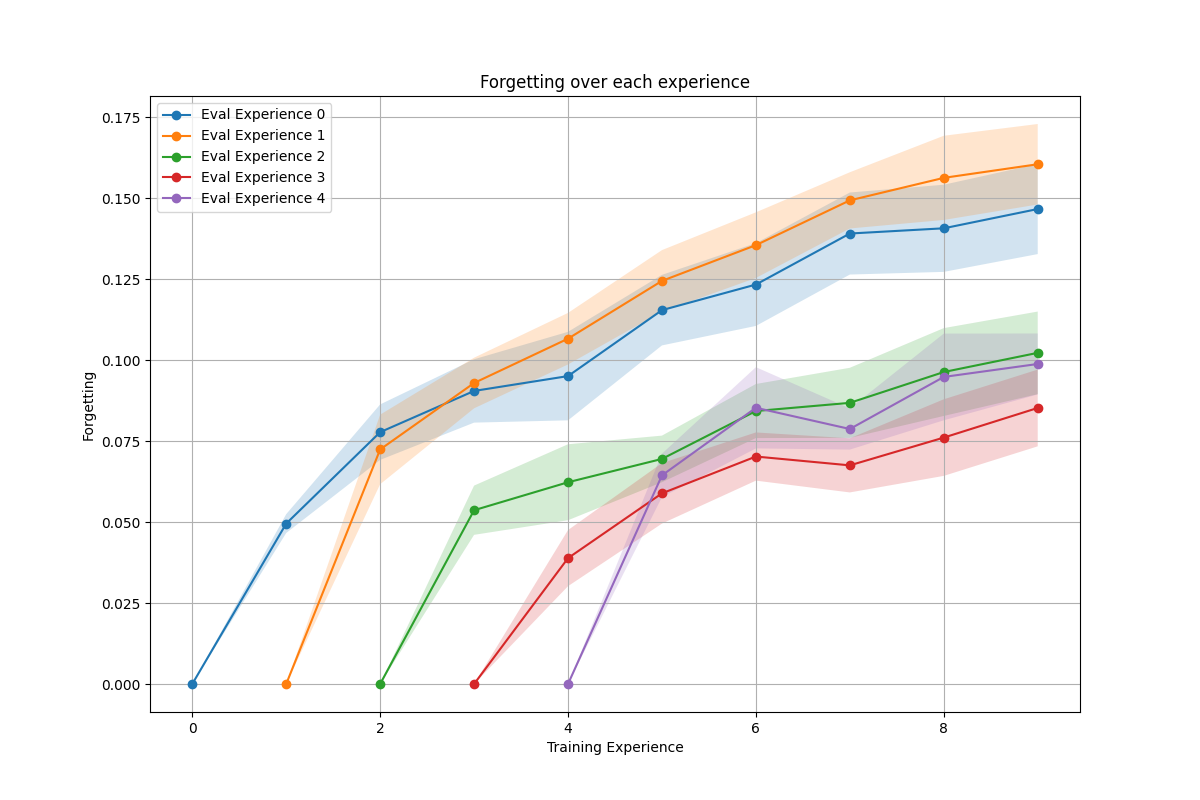 Forgetting over each experience
Eval Experience 0
Eval Experience 1
Eval Experience 2
Eval Experience 3
Eval Experience 4
0.175
0.150
0.125
0.100
0.075
0.050
0.025
0.000
Forgetting
0 2 4 6 8
Training Experience